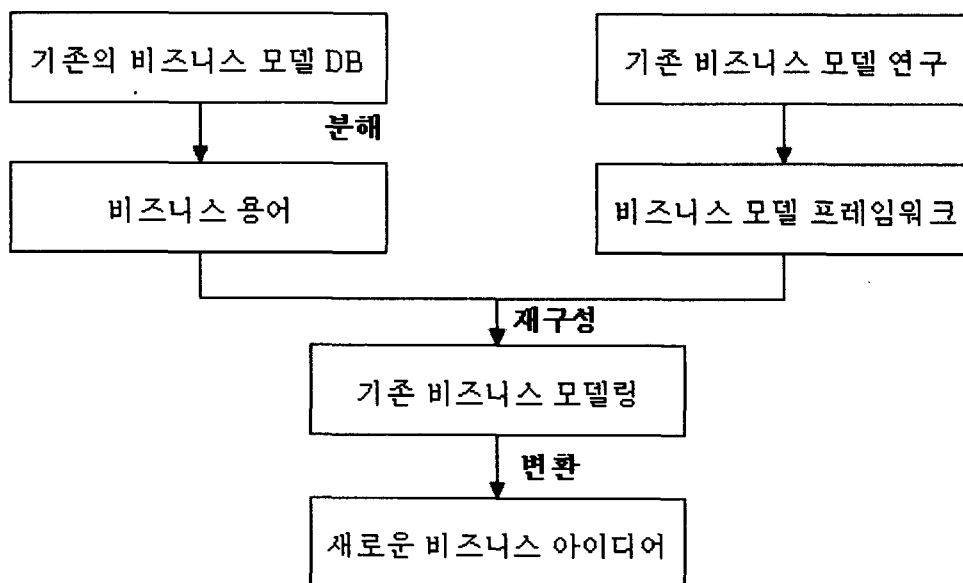 기존의 비즈니스 모델 DB
기존 비즈니스 모델 연구
분해
비즈니스 용어
비즈니스 모델 프레임워크
재구성
기존 비즈니스 모델링
변환
새로운 비즈니스 아이디어